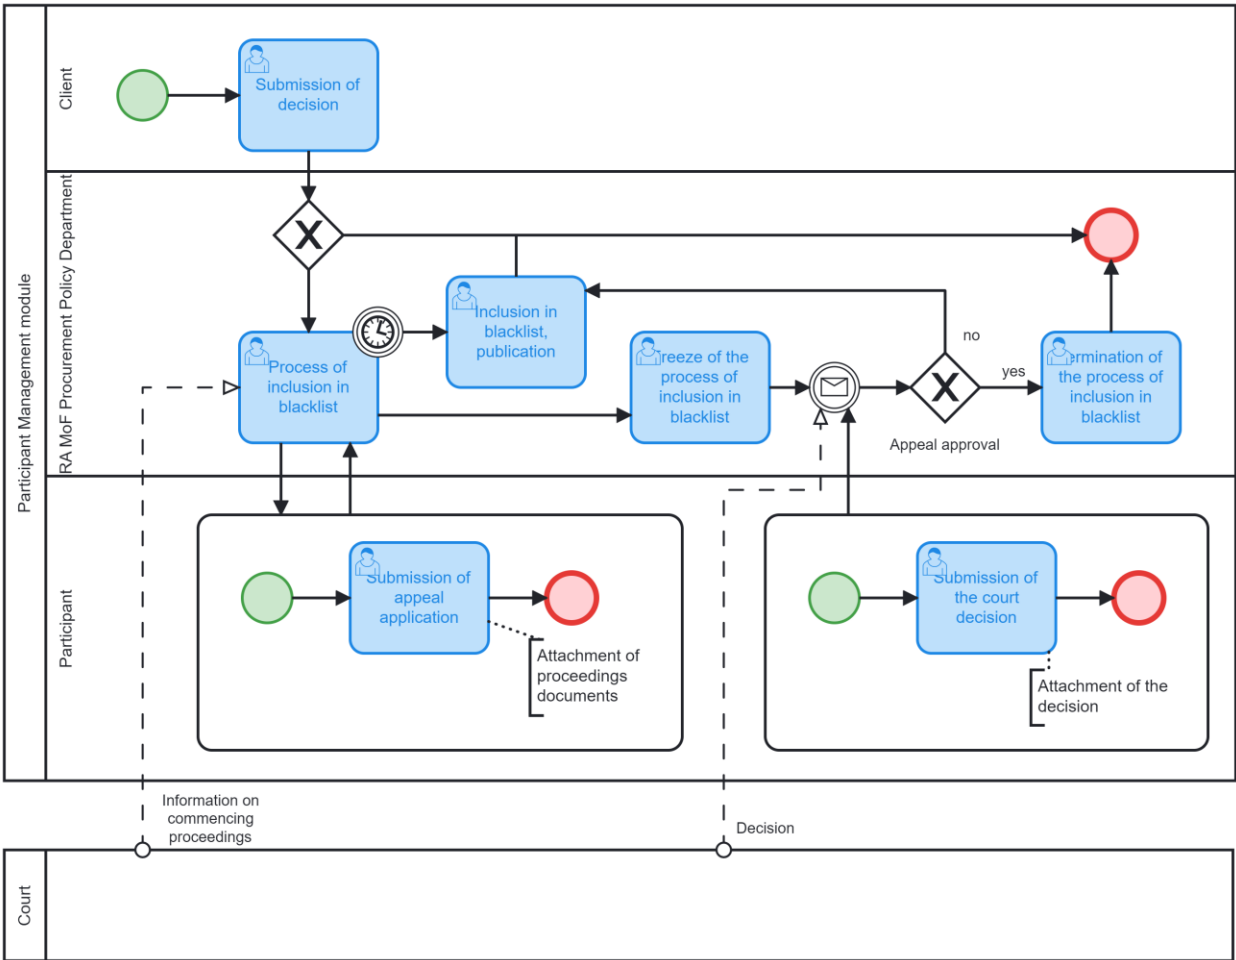 Participant Management module
Client
Submission of
decision
RA MoF Procurement Policy Department
Inclusion in
blacklist,
publication
Process of
inclusion in
blacklist
reeze of the
process of
inclusion in
blacklist
no
yes
Appeal approval
ermination of
the process of
inclusion in
blacklist
Participant
Submission of
appeal
application
Attachment of
proceedings
documents
Submission of
the court
decision
Attachment of the
decision
Information on
commencing
proceedings
Decision
Court